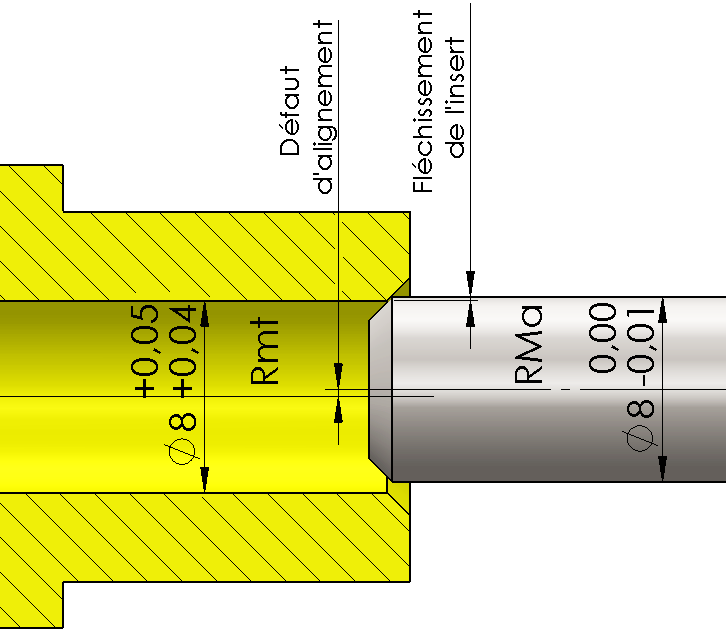 Défaut
d'alignement
Fléchissement
de l'insert
+0,05
Ø8 +0,04
Rmt
RMa
0,00
Ø8 -0,01